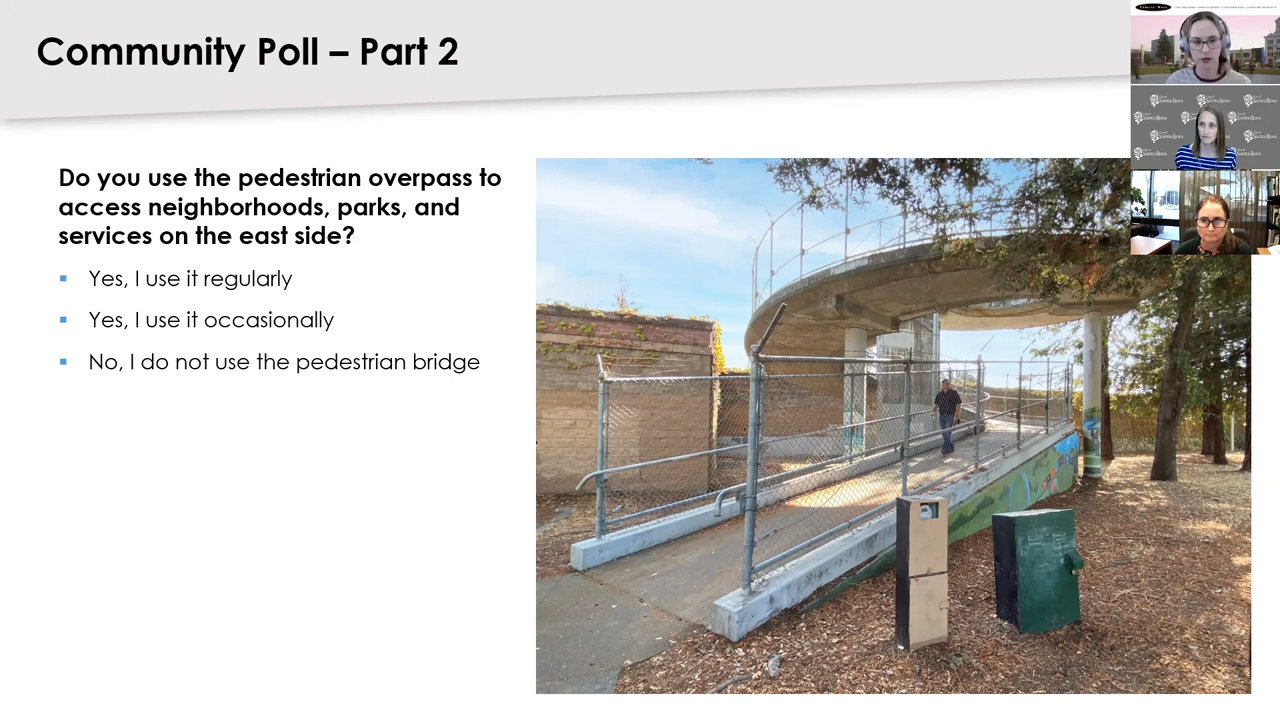 Community Poll – Part 2
Do you use the pedestrian overpass to
access neighborhoods, parks, and
services on the east side?
Yes, I use it regularly
Yes, I use it occasionally
No, I do not use the pedestrian bridge